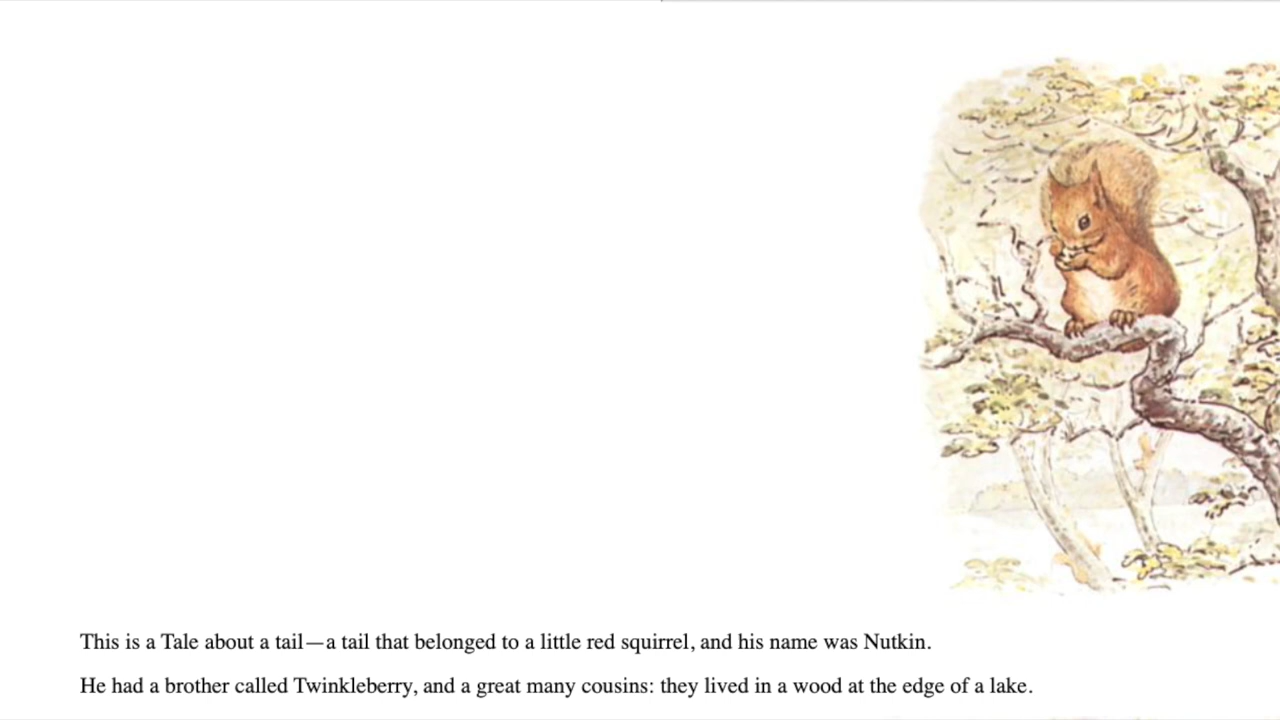 This is a Tale about a tail—a tail that belonged to a little red squirrel, and his name was Nutkin.
He had a brother called Twinkleberry, and a great many cousins: they lived in a wood at the edge of a lake.